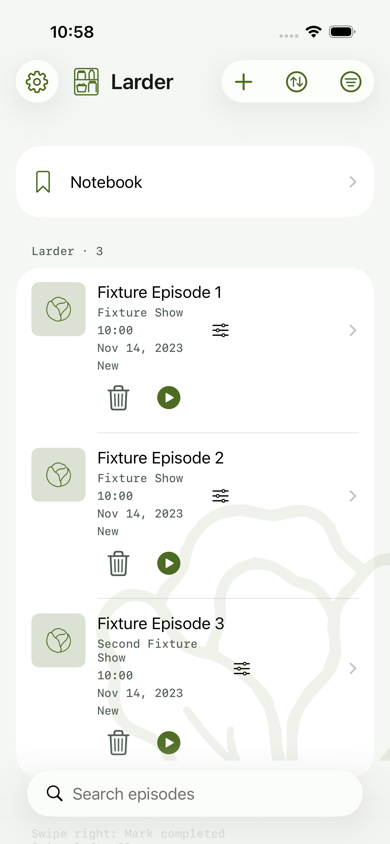 10:58
Larder
Notebook
Larder · 3
Fixture Episode 1
Fixture Show
10:00
Nov 14, 2023
New
Fixture Episode 2
Fixture Show
10:00
Nov 14, 2023
New
Fixture Episode 3
Second Fixture
Show
10:00
Nov 14, 2023
New
Search episodes
Swipe right: Mark completed